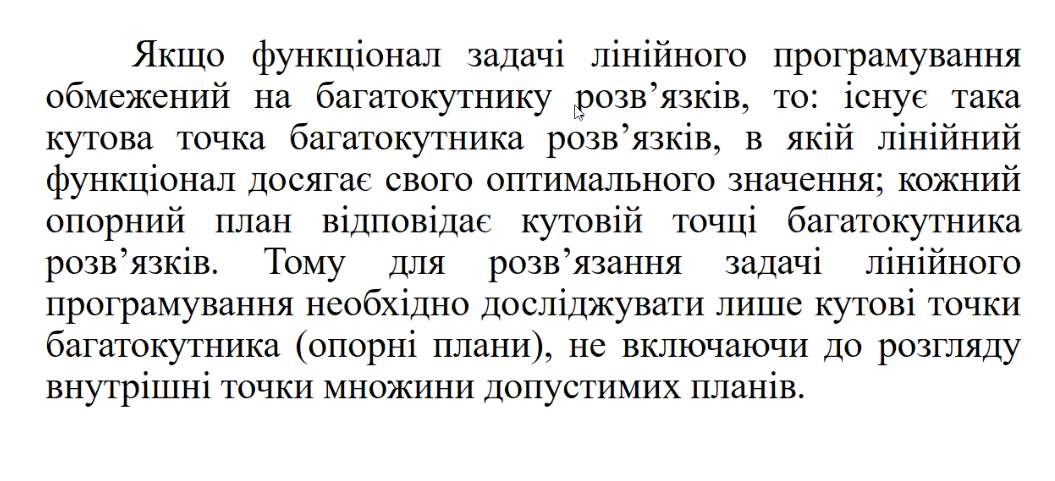 Якщо функціонал задачі лінійного програмування
обмежений на багатокутнику розв’язків, то: існує така
кутова точка багатокутника розв’язків, в якій лінійний
функціонал досягає свого оптимального значення; кожний
опорний план відповідає кутовій точці багатокутника
розв’язків. Тому для розв’язання задачі лінійного
програмування необхідно досліджувати лише кутові точки
багатокутника (опорні плани), не включаючи до розгляду
внутрішні точки множини допустимих планів.